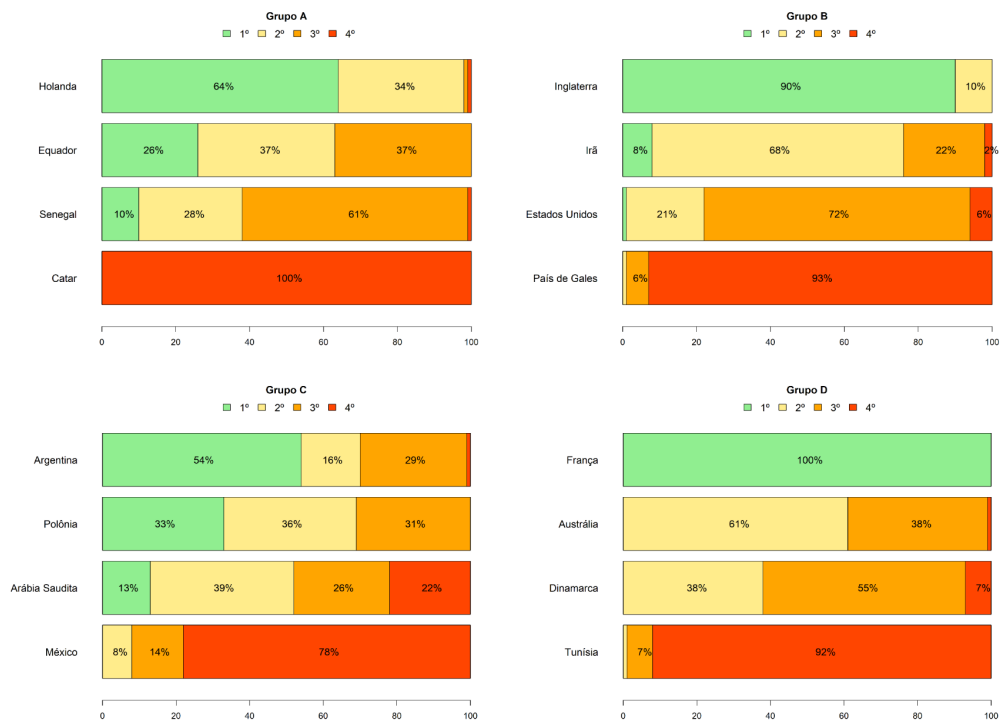 Grupo A
1º 2º 3º 4º
Holanda 64% 34%
Equador 26% 37% 37%
Senegal 10% 28% 61%
Catar 100%
0 20 40 60 80 100
Grupo B
1º 2º 3º 4º
Inglaterra 90% 10%
Irã 8% 68% 22% 2%
Estados Unidos 21% 72% 6%
País de Gales 6% 93%
0 20 40 60 80 100
Grupo C
1º 2º 3º 4º
Argentina 54% 16% 29%
Polônia 33% 36% 31%
Arábia Saudita 13% 39% 26% 22%
México 8% 14% 78%
0 20 40 60 80 100
Grupo D
1º 2º 3º 4º
França 100%
Austrália 61% 38%
Dinamarca 38% 55% 7%
Tunísia 7% 92%
0 20 40 60 80 100